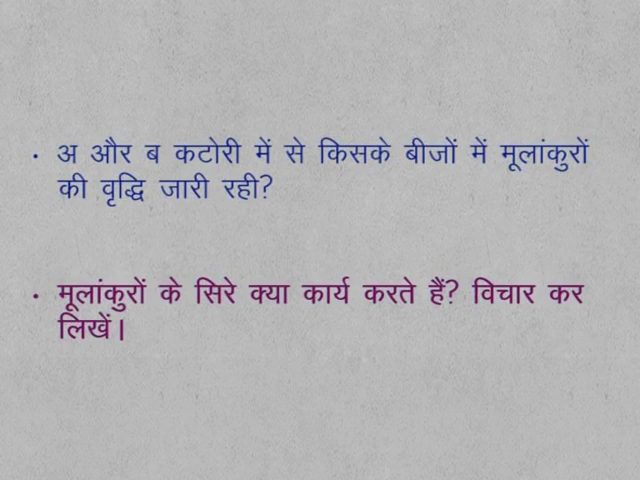 • अ और ब कटोरी में से किसके बीजों में मूलांकुरों
की वृद्धि जारी रही?
• मूलांकुरों के सिरे क्या कार्य करते हैं? विचार कर
लिखें।